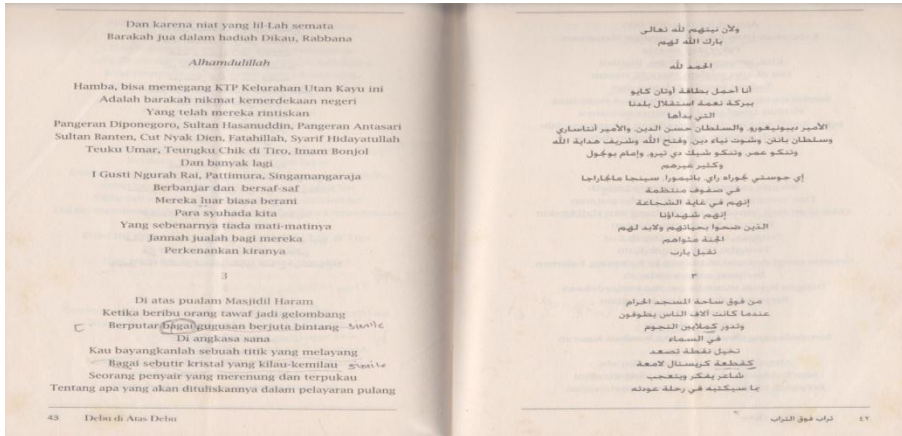 Dan karena niat yang lil-Lah semata
Barakah jua dalam hadiah Dikau, Rabbana
Alhamdulillah
Hamba, bisa memegang KTP Kelurahan Utan Kayu ini
Adalah barakah nikmat kemerdekaan negeri
Yang telah mereka rintiskan
Pangeran Diponegoro, Sultan Hasanuddin, Pangeran Antasari
Sultan Banten, Cut Nyak Dien, Fatahillah, Syarif Hidayatullah
Teuku Umar, Teungku Chik di Tiro, Imam Bonjol
Dan banyak lagi
I Gusti Ngurah Rai, Pattimura, Singamangaraja
Berbanjar dan bersaf-saf
Mereka luar biasa berani
Para syuhada kita
Yang sebenarnya tiada mati-matinya
Jannah jualah bagi mereka
Perkenankan kiranya
3
Di atas pualam Masjidil Haram
Ketika beribu orang tawaf jadi gelombang
Berputar bagai gugusan berjuta bintang simile
Di angkasa sana
Kau bayangkanlah sebuah titik yang melayang
Bagai sebutir kristal yang kilau-kemilau simile
Seorang penyair yang merenung dan terpukau
Tentang apa yang akan dituliskannya dalam pelayaran pulang
43 Debu di Atas Debu
ولأن نيتهم لله تعالى
بارك الله لهم
الحمد لله
أنا أحمل بطاقة أوتان كايو
ببركة نعمة استقلال بلدنا
التي بدأها
الأمير ديبونيغورو, والسلطان حسن الدين, والأمير أنتاساري
وسلطان بانتن, وشوت نياء دين, وفتح الله وشريف هداية الله
وتنكو عمر, وتنكو شيك دي تيرو, وإمام بوجول
وكثير غيرهم
إي جوستي نجوراه راي, باتيمورا, سينجا ماجاراجا
في صفوف منتظمة
إنهم في غاية الشجاعة
إنهم شهداؤنا
الذين ضحوا بحياتهم ولابد لهم
الجنة مثواهم
تقبل يارب
٣
من فوق ساحة المسجد الحرام
عندما كانت آلاف الناس يطوفون
وتدور كملايين النجوم
في السماء
تخيل نقطة تصعد
كقطعة كريستال لامعة
شاعر يفكر ويتعجب
بما سيكتبه في رحلة عودته
تراب فوق التراب ٤٢